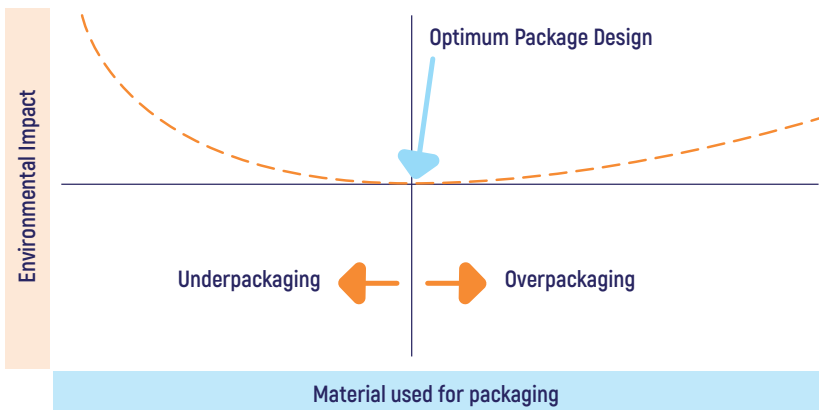 Optimum Package Design
Environmental Impact
Underpackaging
Overpackaging
Material used for packaging